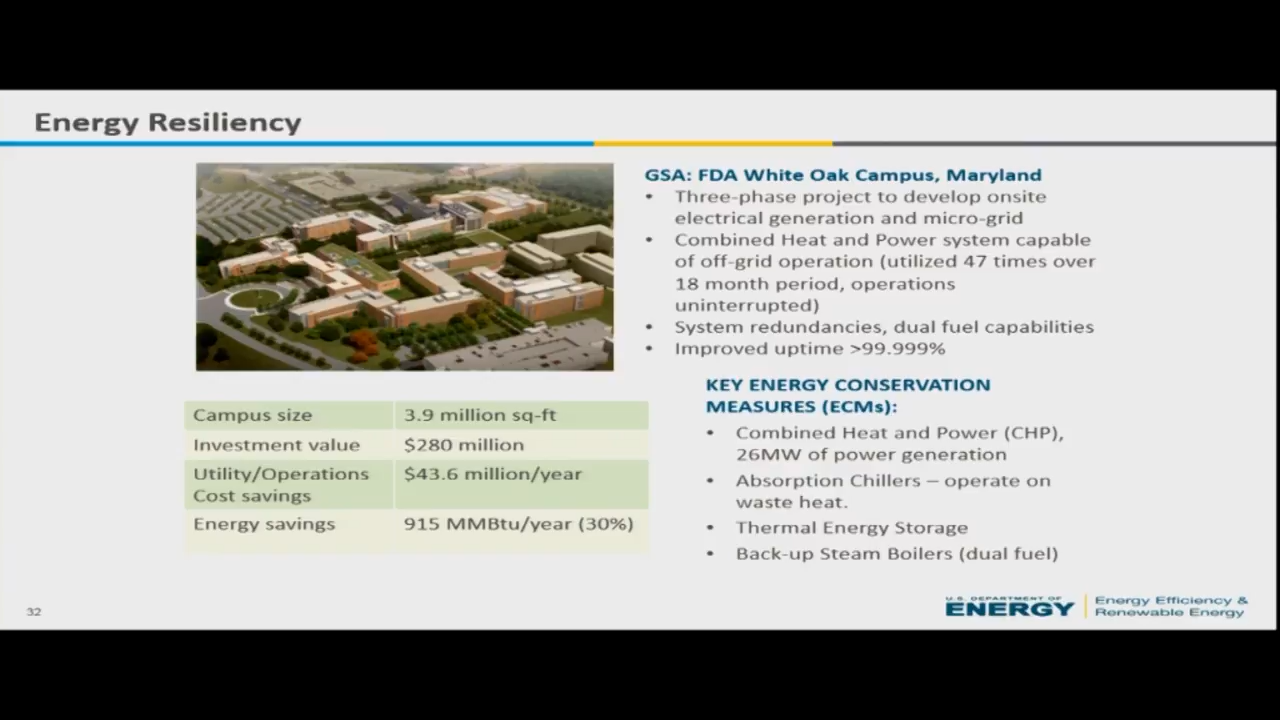 Energy Resiliency
GSA: FDA White Oak Campus, Maryland
• Three-phase project to develop onsite
electrical generation and micro-grid
• Combined Heat and Power system capable
of off-grid operation (utilized 47 times over
18 month period, operations
uninterrupted)
• System redundancies, dual fuel capabilities
• Improved uptime >99.999%
KEY ENERGY CONSERVATION
MEASURES (ECMs):
• Combined Heat and Power (CHP),
26MW of power generation
• Absorption Chillers – operate on
waste heat.
• Thermal Energy Storage
• Back-up Steam Boilers (dual fuel)
Campus size 3.9 million sq-ft
Investment value $280 million
Utility/Operations $43.6 million/year
Cost savings
Energy savings 915 MMBtu/year (30%)
32
U.S. DEPARTMENT OF
ENERGY
Energy Efficiency &
Renewable Energy